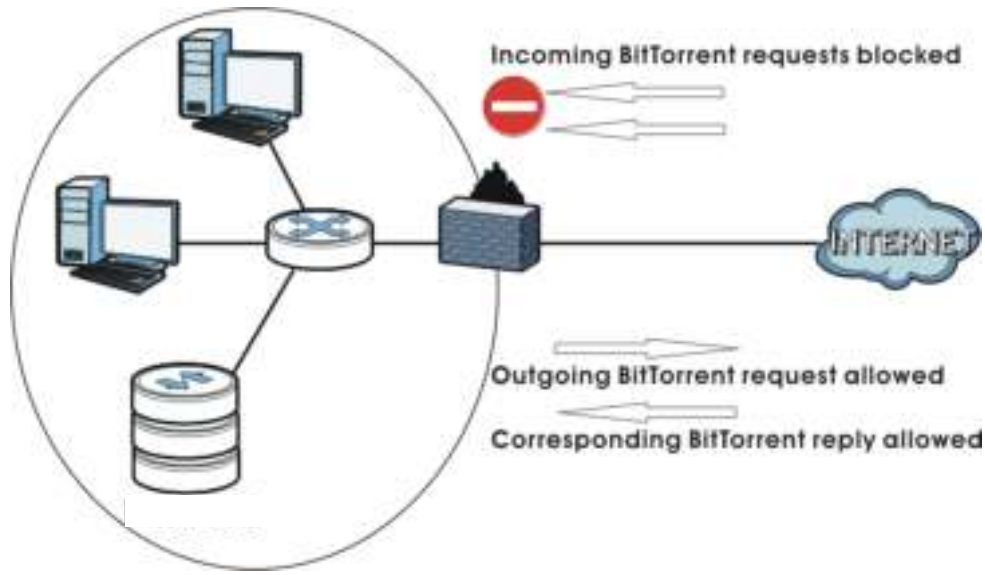 Incoming BitTorrent requests blocked
INTERNET
Outgoing BitTorrent request allowed
Corresponding BitTorrent reply allowed